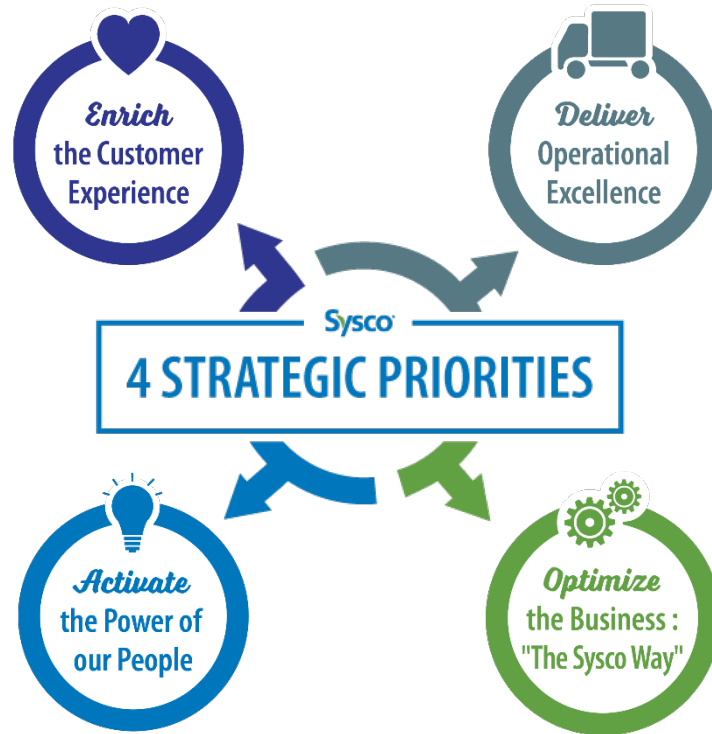 Enrich
the Customer
Experience
Deliver
Operational
Excellence
Sysco
4 STRATEGIC PRIORITIES
Activate
the Power of
our People
Optimize
the Business :
"The Sysco Way"